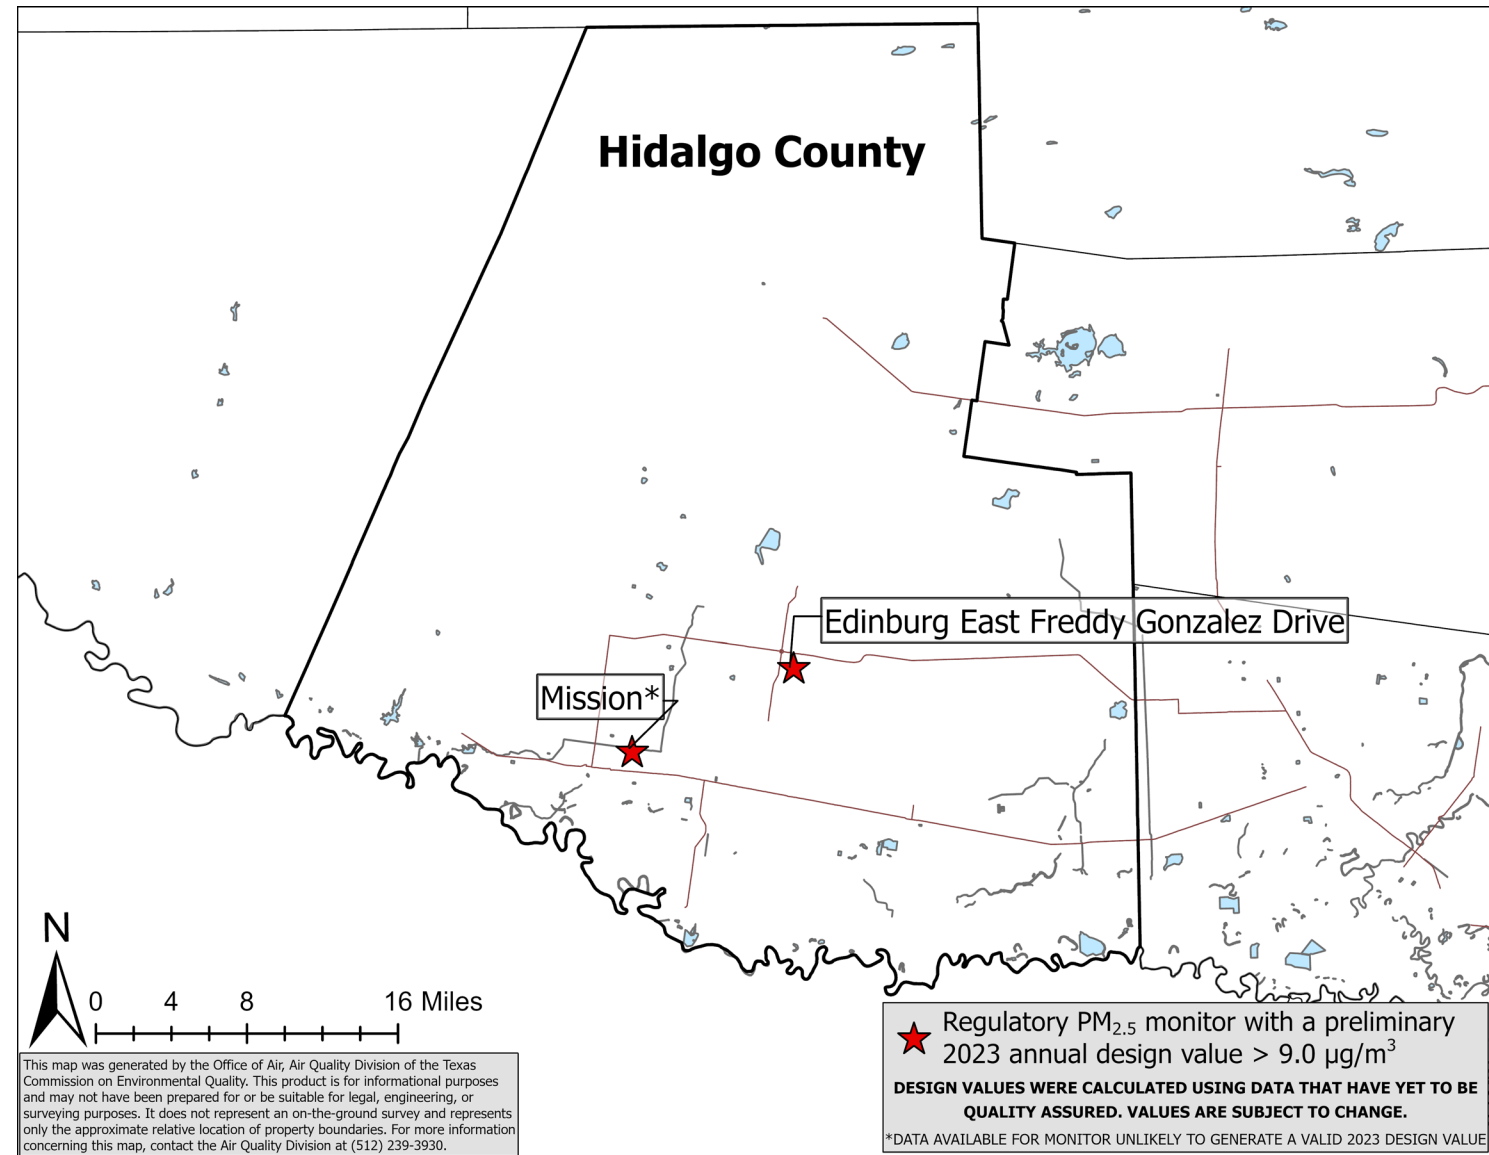 Hidalgo County
Edinburg East Freddy Gonzalez Drive
Mission*
N
0 4 8 16 Miles
This map was generated by the Office of Air, Air Quality Division of the Texas
Commission on Environmental Quality. This product is for informational purposes
and may not have been prepared for or be suitable for legal, engineering, or
surveying purposes. It does not represent an on-the-ground survey and represents
only the approximate relative location of property boundaries. For more information
concerning this map, contact the Air Quality Division at (512) 239-3930.
Regulatory PM₂.₅ monitor with a preliminary
2023 annual design value > 9.0 µg/m³
DESIGN VALUES WERE CALCULATED USING DATA THAT HAVE YET TO BE
QUALITY ASSURED. VALUES ARE SUBJECT TO CHANGE.
*DATA AVAILABLE FOR MONITOR UNLIKELY TO GENERATE A VALID 2023 DESIGN VALUE